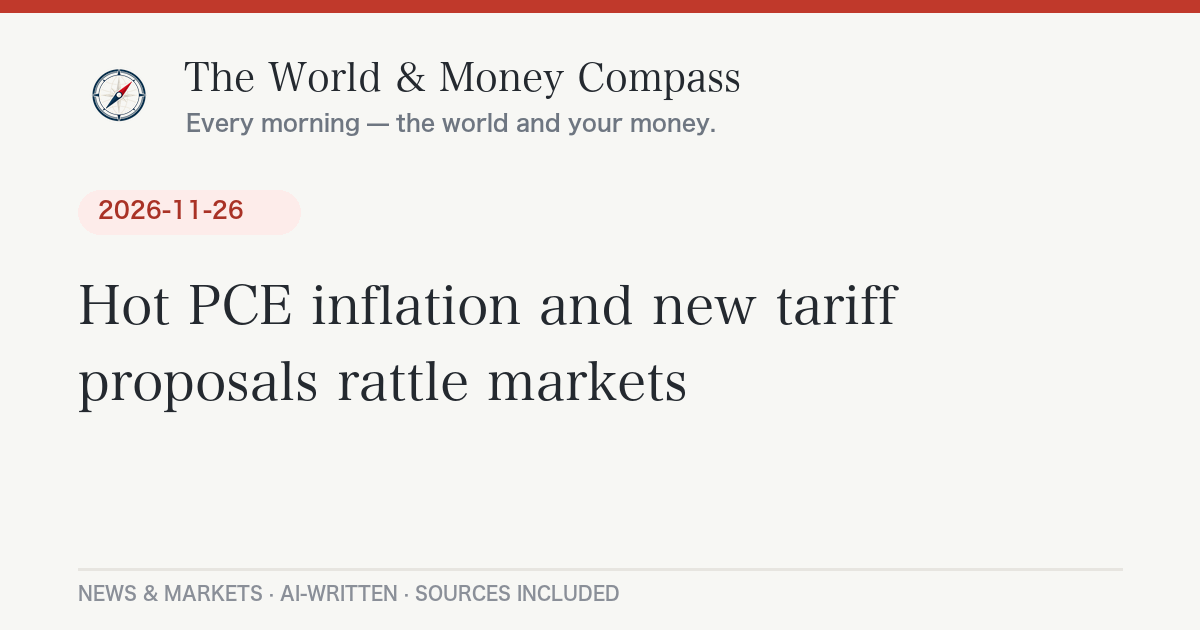 The World & Money Compass
Every morning — the world and your money.
2026-11-26
Hot PCE inflation and new tariff
proposals rattle markets
NEWS & MARKETS · AI-WRITTEN · SOURCES INCLUDED